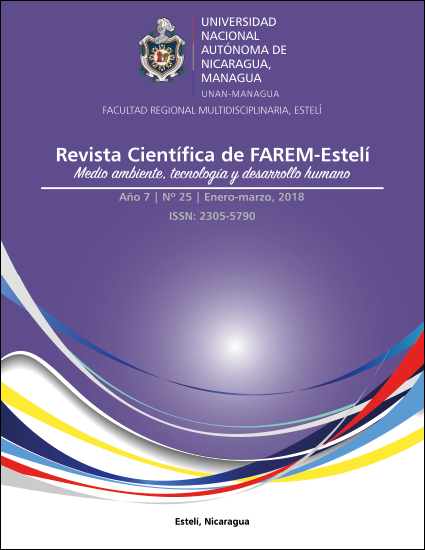 UNIVERSIDAD
NACIONAL
AUTÓNOMA DE
NICARAGUA,
MANAGUA
UNAN-MANAGUA
FACULTAD REGIONAL MULTIDISCIPLINARIA, ESTELÍ
Revista Científica de FAREM-Estelí
Medio ambiente, tecnología y desarrollo humano
Año 7 | Nº 25 | Enero-marzo, 2018
ISSN: 2305-5790
Estelí, Nicaragua